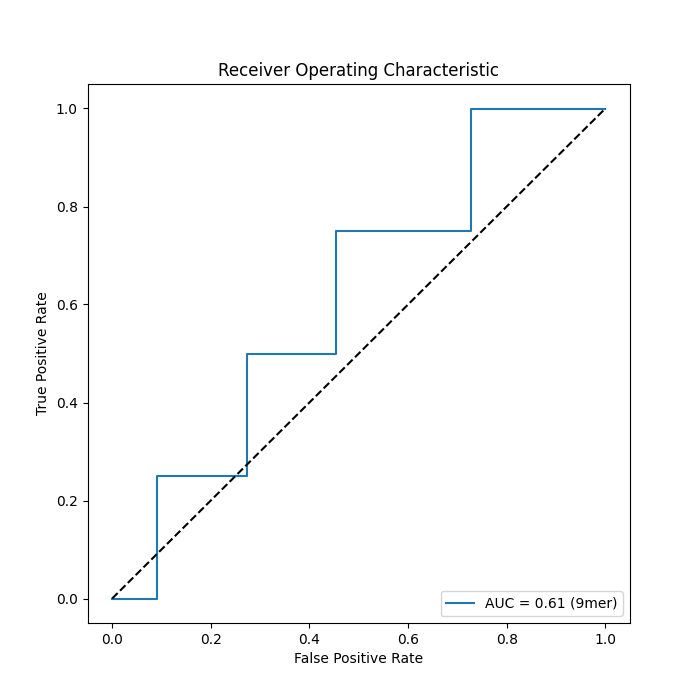 Receiver Operating Characteristic
1.0
0.8
0.6
0.4
0.2
0.0
True Positive Rate
0.0 0.2 0.4 0.6 0.8 1.0
False Positive Rate
AUC = 0.61 (9mer)